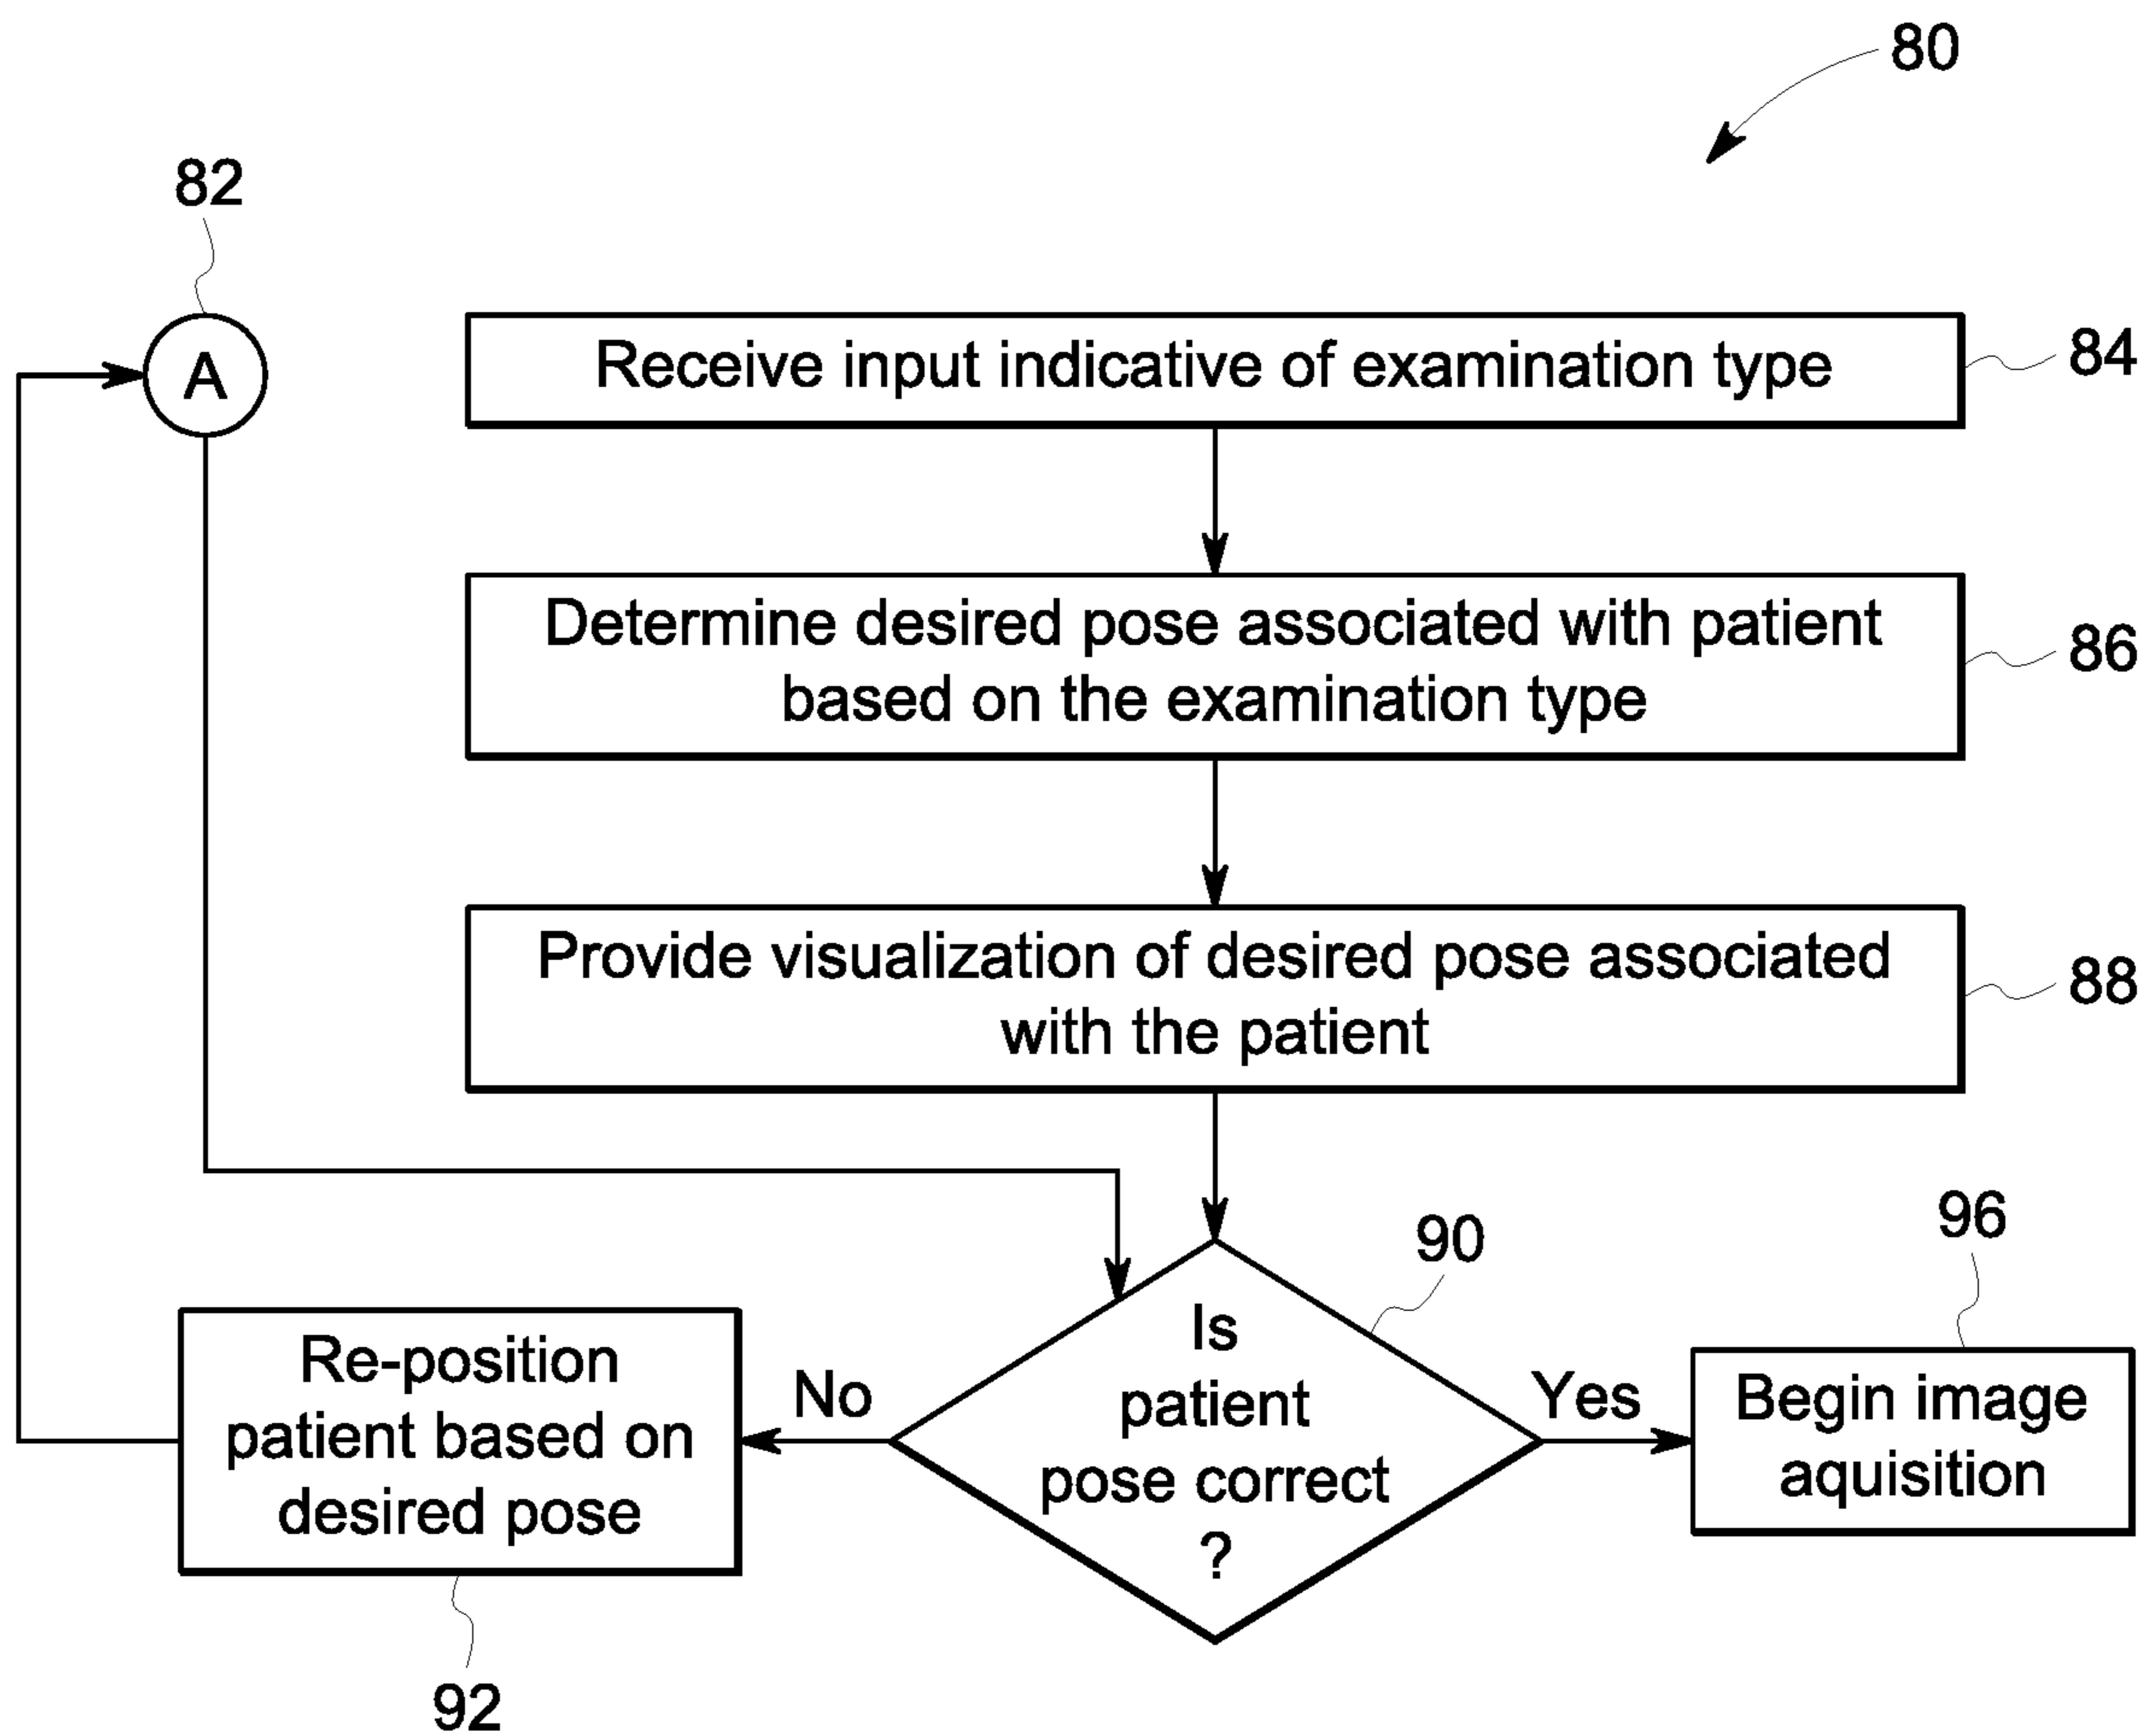 80
82
A
Receive input indicative of examination type
84
Determine desired pose associated with patient
based on the examination type
86
Provide visualization of desired pose associated
with the patient
88
90
96
Is
patient
pose correct
?
No
Yes
Re-position
patient based on
desired pose
Begin image
aquisition
92